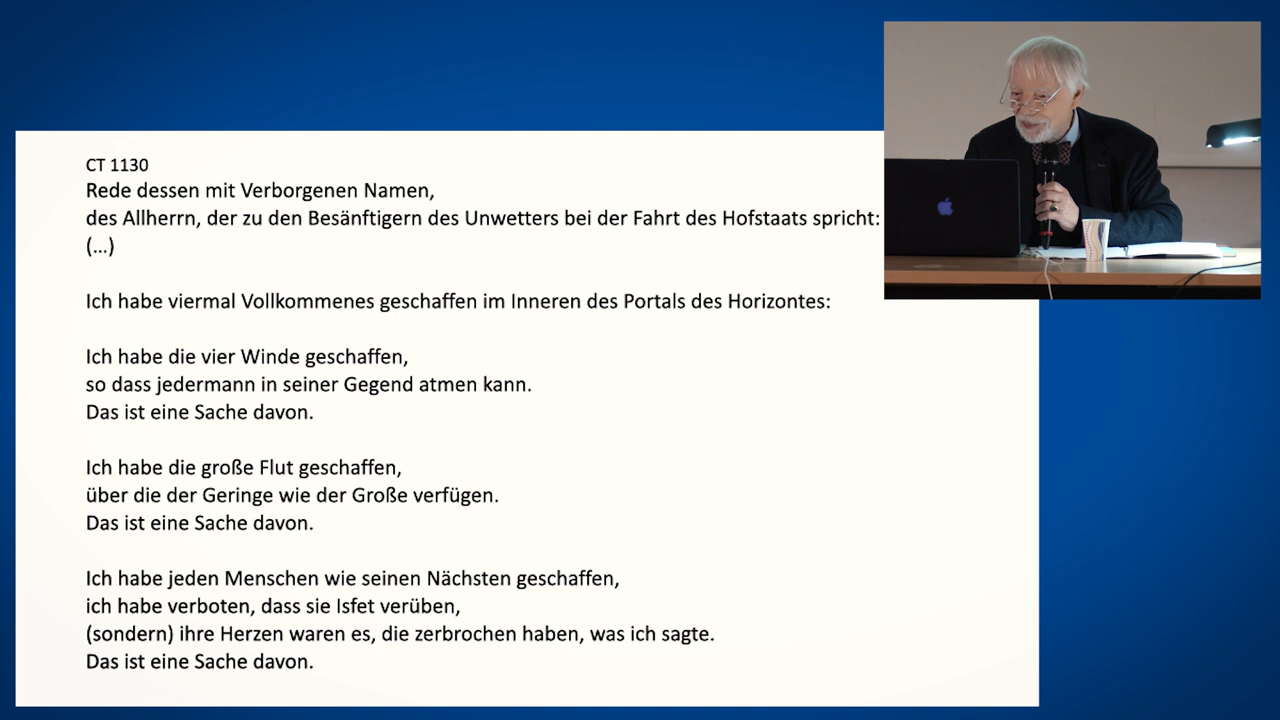 CT 1130
Rede dessen mit Verborgenen Namen,
des Allherrn, der zu den Besänftigern des Unwetters bei der Fahrt des Hofstaats spricht:
(...)
Ich habe viermal Vollkommenes geschaffen im Inneren des Portals des Horizontes:
Ich habe die vier Winde geschaffen,
so dass jedermann in seiner Gegend atmen kann.
Das ist eine Sache davon.
Ich habe die große Flut geschaffen,
über die der Geringe wie der Große verfügen.
Das ist eine Sache davon.
Ich habe jeden Menschen wie seinen Nächsten geschaffen,
ich habe verboten, dass sie Isfet verüben,
(sondern) ihre Herzen waren es, die zerbrochen haben, was ich sagte.
Das ist eine Sache davon.